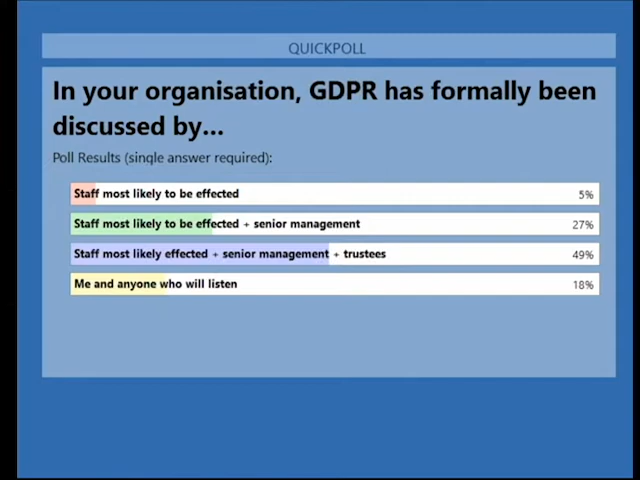 QUICKPOLL
In your organisation, GDPR has formally been
discussed by...
Poll Results (single answer required):
Staff most likely to be effected 5%
Staff most likely to be effected + senior management 27%
Staff most likely effected + senior management + trustees 49%
Me and anyone who will listen 18%